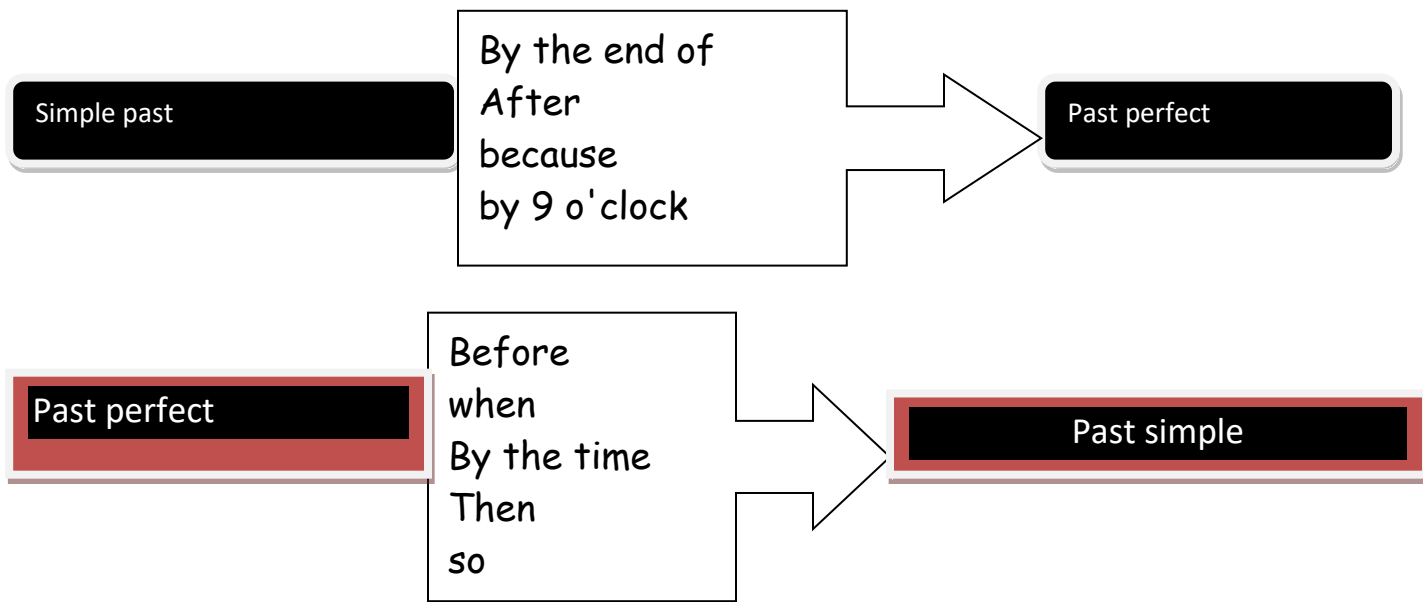 Simple past
By the end of
After
because
by 9 o'clock
Past perfect
Past perfect
Before
when
By the time
Then
so
Past simple